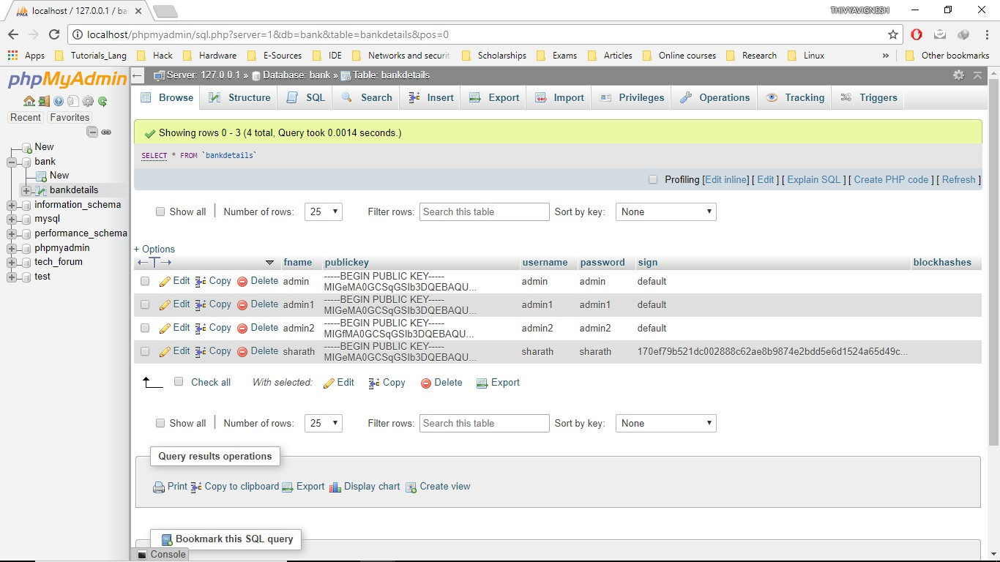 localhost / 127.0.0.1 / ba
THIVYAVIGNESH
localhost/phpmyadmin/sql.php?server=1&db=bank&table=bankdetails&pos=0
Apps Tutorials_Lang Hack Hardware E-Sources IDE Networks and securit Scholarships Exams Articles Online courses Research Linux » Other bookmarks
phpMyAdmin
Recent Favorites
New
bank
New
bankdetails
information_schema
mysql
performance_schema
phpmyadmin
tech_forum
test
Server: 127.0.0.1 » Database: bank » Table: bankdetails
Browse Structure SQL Search Insert Export Import Privileges Operations Tracking Triggers
Showing rows 0 - 3 (4 total, Query took 0.0014 seconds.)
SELECT * FROM `bankdetails`
Profiling [Edit inline] [ Edit ] [ Explain SQL ] [ Create PHP code ] [ Refresh ]
Show all | Number of rows: 25 Filter rows: Search this table Sort by key: None
+ Options
←T→ fname publickey username password sign blockhashes
Edit Copy Delete admin -----BEGIN PUBLIC KEY----- admin admin default
MIGeMA0GCSqGSIb3DQEBAQU...
Edit Copy Delete admin1 -----BEGIN PUBLIC KEY----- admin1 admin1 default
MIGeMA0GCSqGSIb3DQEBAQU...
Edit Copy Delete admin2 -----BEGIN PUBLIC KEY----- admin2 admin2 default
MIGfMA0GCSqGSIb3DQEBAQU...
Edit Copy Delete sharath -----BEGIN PUBLIC KEY----- sharath sharath 170ef79b521dc002888c62ae8b9874e2bdd5e6d1524a65d49c...
MIGeMA0GCSqGSIb3DQEBAQU...
Check all With selected: Edit Copy Delete Export
Show all | Number of rows: 25 Filter rows: Search this table Sort by key: None
Query results operations
Print Copy to clipboard Export Display chart Create view
Bookmark this SQL query
Console